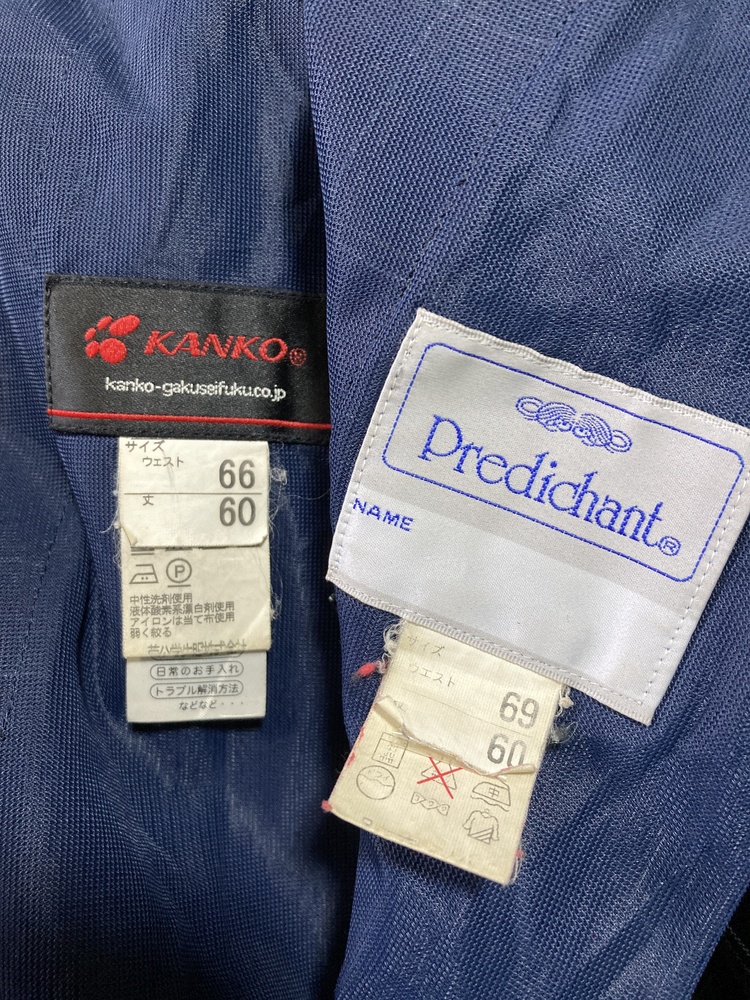 KANKO®
kanko-gakuseifuku.co.jp
サイズ
ウェスト 66
丈 60
P
中性洗剤使用
液体酸素系漂白剤使用
アイロンは当て布使用
弱く絞る
日常のお手入れ
トラブル解消方法
などなど・・・
Predichant®
NAME
サイズ
ウエスト
69
60
中